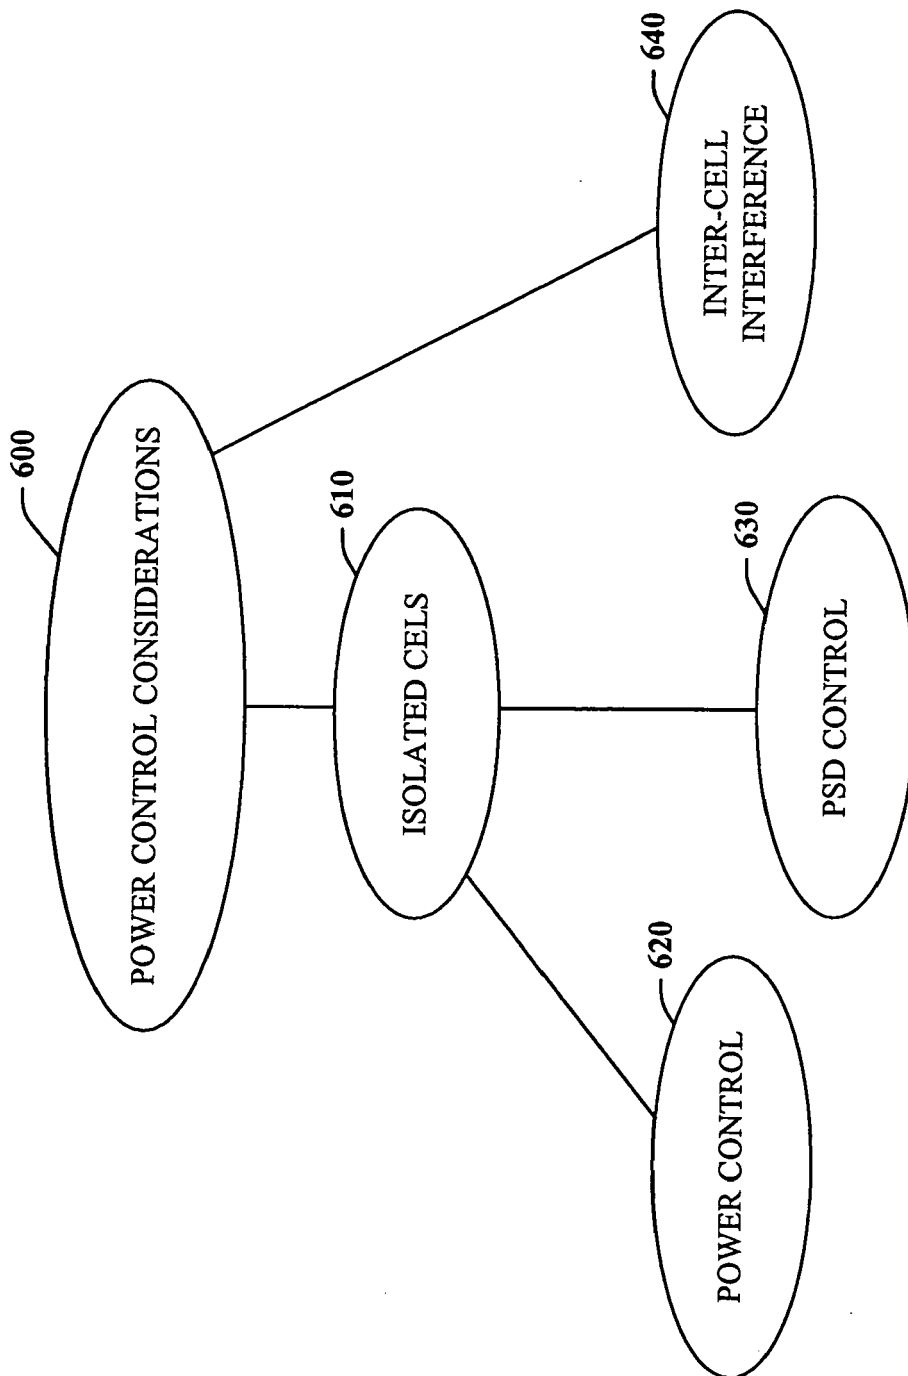 600
POWER CONTROL CONSIDERATIONS
610
ISOLATED CELS
620
POWER CONTROL
630
PSD CONTROL
640
INTER-CELL
INTERFERENCE